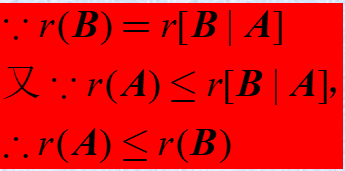 ∵ r(B) = r[B | A]
又 ∵ r(A) ≤ r[B | A],
∴ r(A) ≤ r(B)